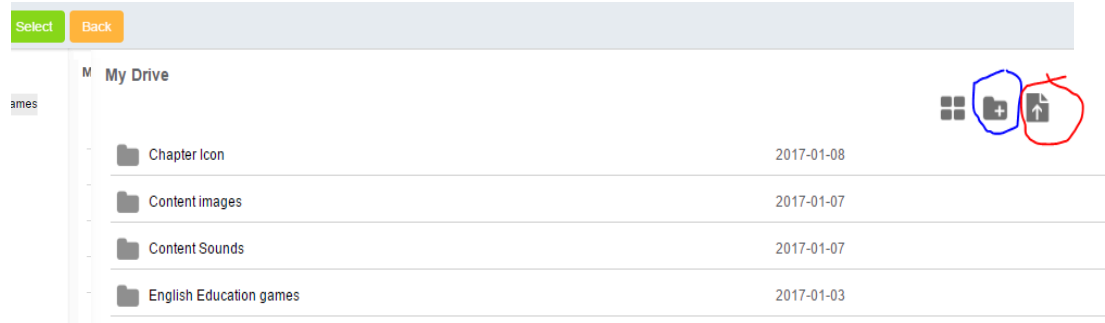 Select Back
M My Drive
ames
Chapter Icon 2017-01-08
Content images 2017-01-07
Content Sounds 2017-01-07
English Education games 2017-01-03